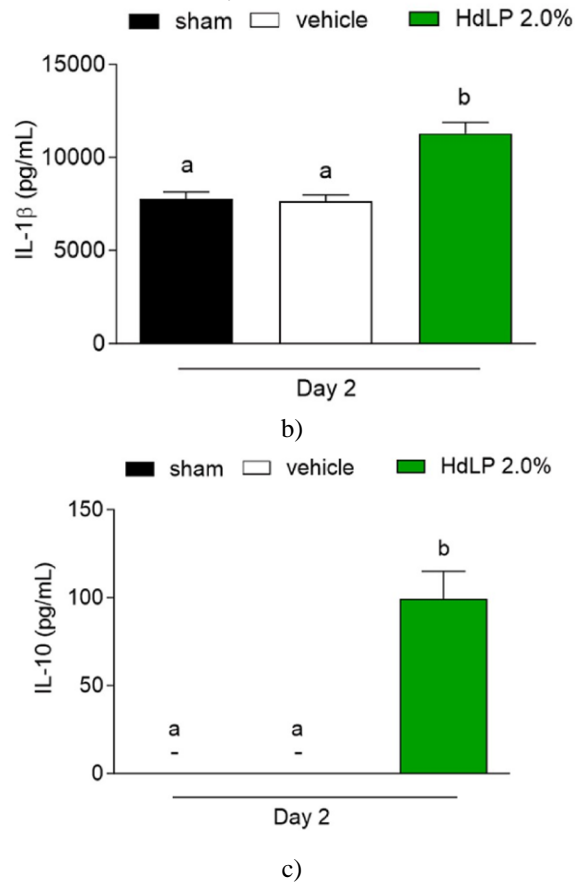 sham vehicle HdLP 2.0%
15000
10000
5000
0
IL-1β (pg/mL)
a
a
b
Day 2
b)
sham vehicle HdLP 2.0%
150
100
50
0
IL-10 (pg/mL)
a
-
a
-
b
Day 2
c)